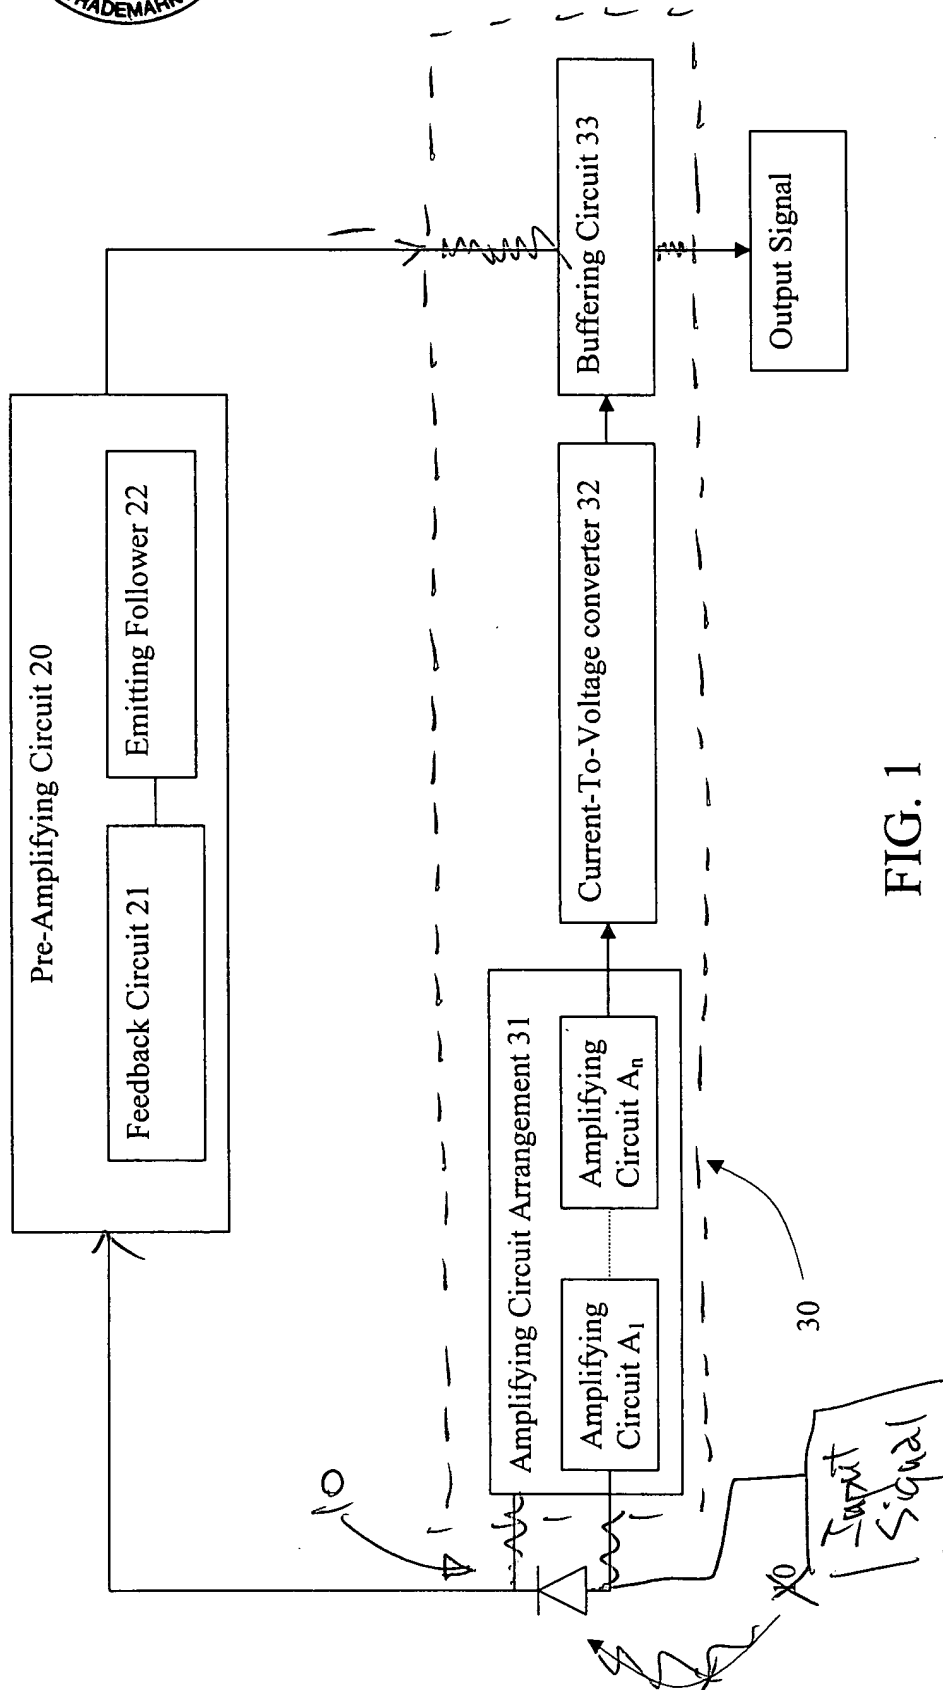 TRADEMARK
Pre-Amplifying Circuit 20
Feedback Circuit 21
Emitting Follower 22
10
Amplifying Circuit Arrangement 31
Amplifying
Circuit A1
Amplifying
Circuit An
Current-To-Voltage converter 32
Buffering Circuit 33
Output Signal
30
10
Input
Signal
FIG. 1